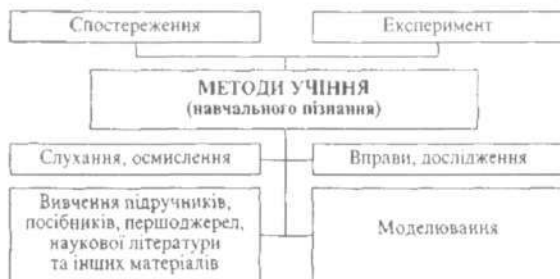 Спостереження
Експеримент
МЕТОДИ УЧІННЯ
(навчального пізнання)
Слухання, осмислення
Вправи, дослідження
Вивчення підручників,
посібників, першоджерел,
наукової літератури
та інших матеріалів
Моделювання